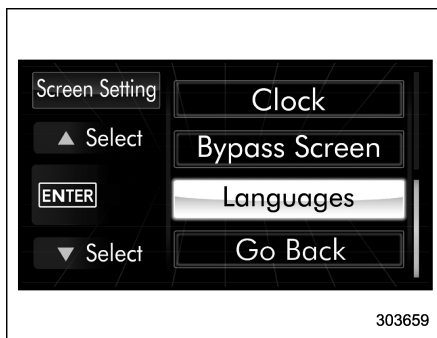 Screen Setting
▲ Select
ENTER
▼ Select
Clock
Bypass Screen
Languages
Go Back
303659